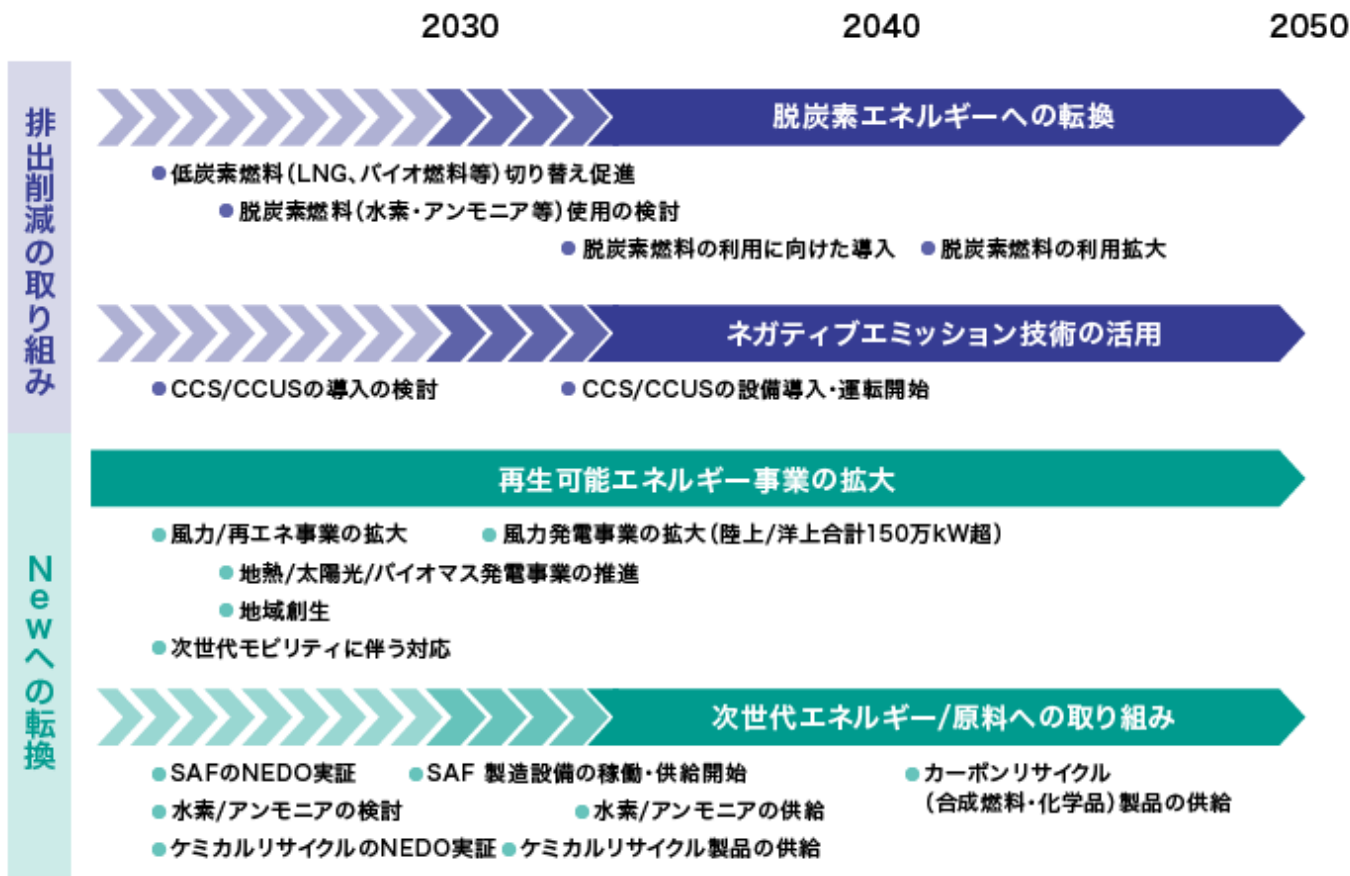 2030
2040
2050
排出削減の取り組み
脱炭素エネルギーへの転換
●低炭素燃料(LNG、バイオ燃料等)切り替え促進
●脱炭素燃料(水素・アンモニア等)使用の検討
●脱炭素燃料の利用に向けた導入
●脱炭素燃料の利用拡大
ネガティブエミッション技術の活用
●CCS/CCUSの導入の検討
●CCS/CCUSの設備導入・運転開始
Newへの転換
再生可能エネルギー事業の拡大
●風力/再エネ事業の拡大
●風力発電事業の拡大(陸上/洋上合計150万kW超)
●地熱/太陽光/バイオマス発電事業の推進
●地域創生
●次世代モビリティに伴う対応
次世代エネルギー/原料への取り組み
●SAFのNEDO実証
●SAF 製造設備の稼働・供給開始
●カーボンリサイクル
(合成燃料・化学品)製品の供給
●水素/アンモニアの検討
●水素/アンモニアの供給
●ケミカルリサイクルのNEDO実証
●ケミカルリサイクル製品の供給